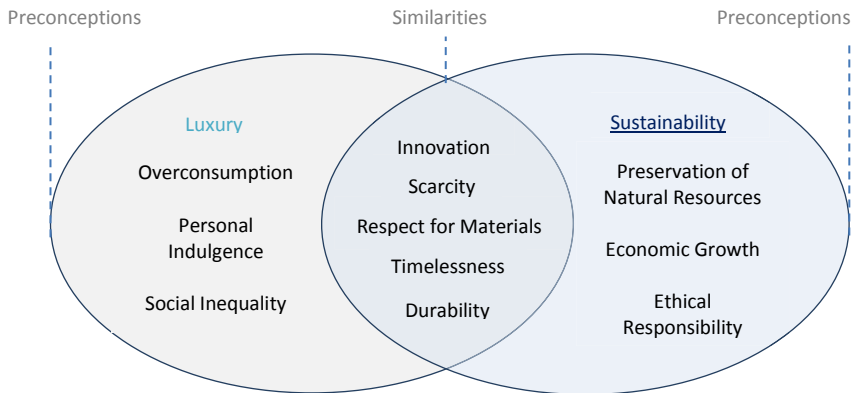 Preconceptions
Similarities
Preconceptions
Luxury
Overconsumption
Personal
Indulgence
Social Inequality
Innovation
Scarcity
Respect for Materials
Timelessness
Durability
Sustainability
Preservation of
Natural Resources
Economic Growth
Ethical
Responsibility